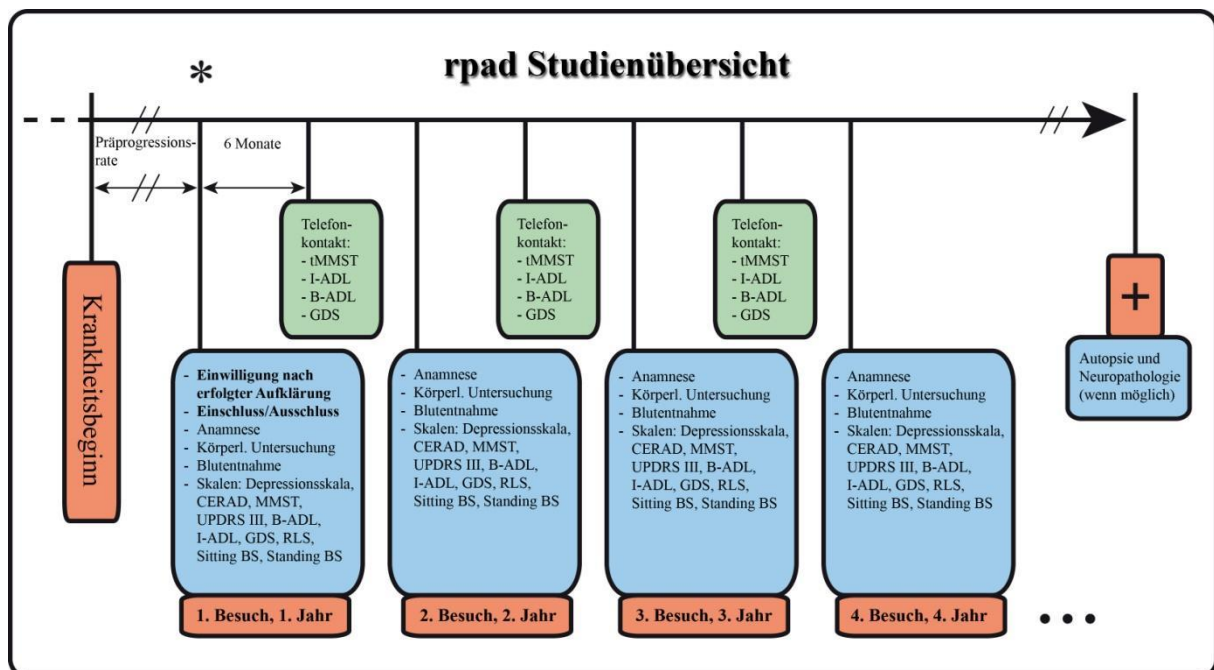 rpad Studienübersicht
*
Präprogressions-
rate
6 Monate
Krankheitsbeginn
Telefon-
kontakt:
- tMMST
- I-ADL
- B-ADL
- GDS
Telefon-
kontakt:
- tMMST
- I-ADL
- B-ADL
- GDS
Telefon-
kontakt:
- tMMST
- I-ADL
- B-ADL
- GDS
+
Autopsie und
Neuropathologie
(wenn möglich)
- Einwilligung nach
erfolgter Aufklärung
- Einschluss/Ausschluss
- Anamnese
- Körperl. Untersuchung
- Blutentnahme
- Skalen: Depressionsskala,
CERAD, MMST,
UPDRS III, B-ADL,
I-ADL, GDS, RLS,
Sitting BS, Standing BS
1. Besuch, 1. Jahr
- Anamnese
- Körperl. Untersuchung
- Blutentnahme
- Skalen: Depressionsskala,
CERAD, MMST,
UPDRS III, B-ADL,
I-ADL, GDS, RLS,
Sitting BS, Standing BS
2. Besuch, 2. Jahr
- Anamnese
- Körperl. Untersuchung
- Blutentnahme
- Skalen: Depressionsskala,
CERAD, MMST,
UPDRS III, B-ADL,
I-ADL, GDS, RLS,
Sitting BS, Standing BS
3. Besuch, 3. Jahr
- Anamnese
- Körperl. Untersuchung
- Blutentnahme
- Skalen: Depressionsskala,
CERAD, MMST,
UPDRS III, B-ADL,
I-ADL, GDS, RLS,
Sitting BS, Standing BS
4. Besuch, 4. Jahr
...